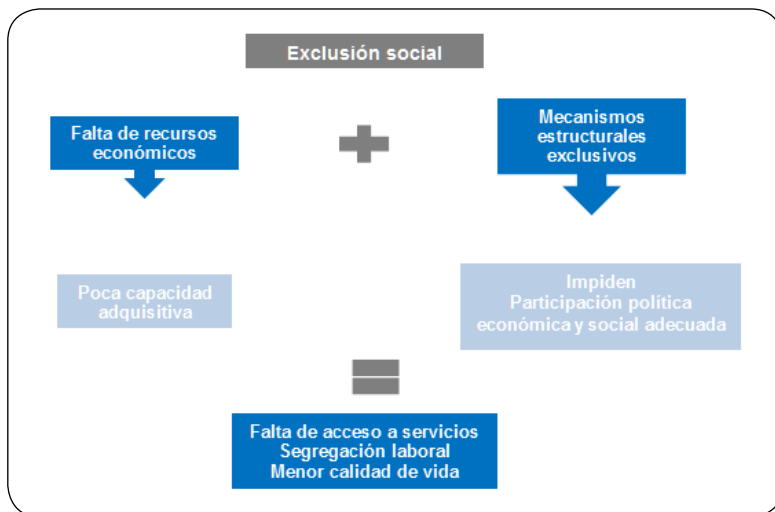 Exclusión social
Falta de recursos
económicos
Mecanismos
estructurales
exclusivos
Poca capacidad
adquisitiva
Impiden
Participación política
económica y social adecuada
Falta de acceso a servicios
Segregación laboral
Menor calidad de vida